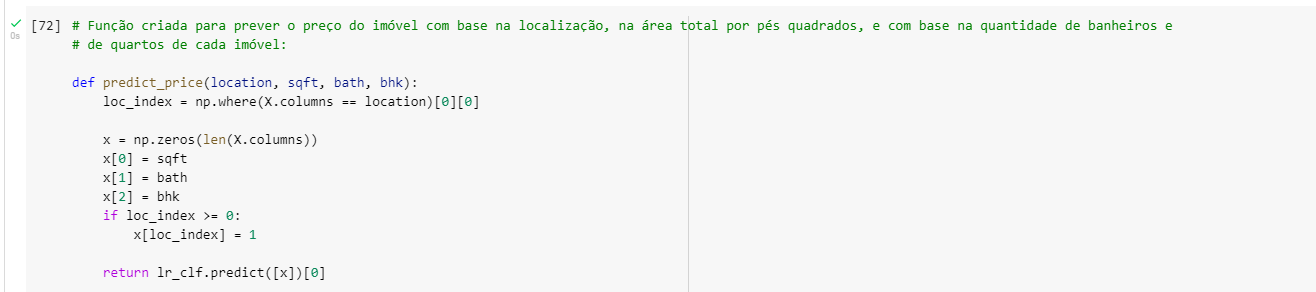 [72] # Função criada para prever o preço do imóvel com base na localização, na área total por pés quadrados, e com base na quantidade de banheiros e
0s
# de quartos de cada imóvel:
def predict_price(location, sqft, bath, bhk):
    loc_index = np.where(X.columns == location)[0][0]
    x = np.zeros(len(X.columns))
    x[0] = sqft
    x[1] = bath
    x[2] = bhk
    if loc_index >= 0:
        x[loc_index] = 1
    return lr_clf.predict([x])[0]